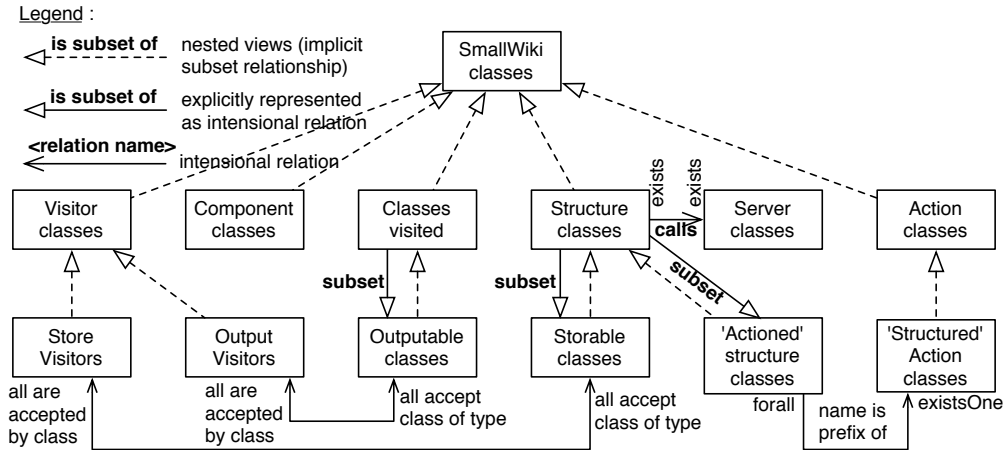 Legend :
is subset of
nested views (implicit
subset relationship)
is subset of
explicitly represented
as intensional relation
<relation name>
intensional relation
SmallWiki
classes
Visitor
classes
Component
classes
Classes
visited
Structure
classes
exists
exists
calls
Server
classes
Action
classes
subset
subset
subset
Store
Visitors
Output
Visitors
Outputable
classes
Storable
classes
'Actioned'
structure
classes
'Structured'
Action
classes
all are
accepted
by class
all are
accepted
by class
all accept
class of type
all accept
class of type
forall
name is
prefix of
existsOne